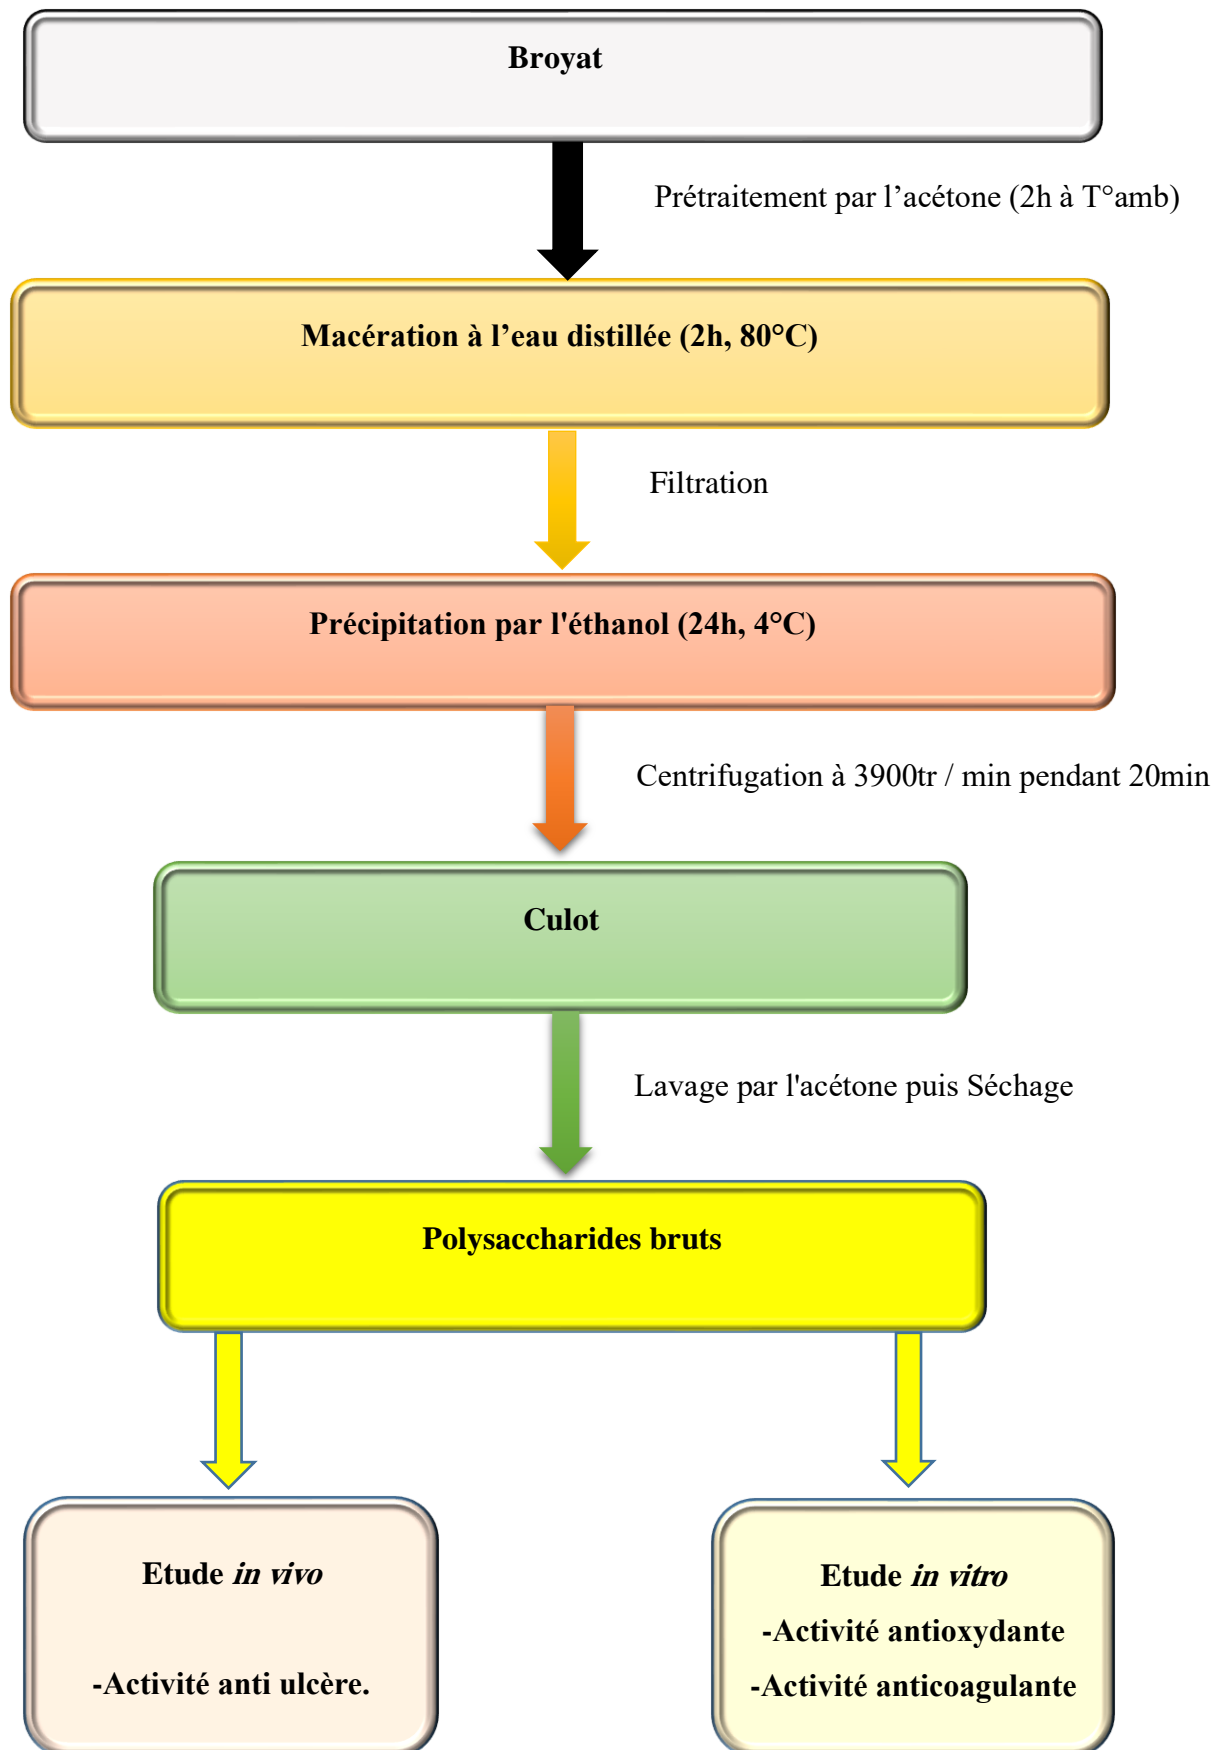 Broyat
Prétraitement par l’acétone (2h à T°amb)
Macération à l’eau distillée (2h, 80°C)
Filtration
Précipitation par l'éthanol (24h, 4°C)
Centrifugation à 3900tr / min pendant 20min
Culot
Lavage par l'acétone puis Séchage
Polysaccharides bruts
Etude in vivo
-Activité anti ulcère.
Etude in vitro
-Activité antioxydante
-Activité anticoagulante